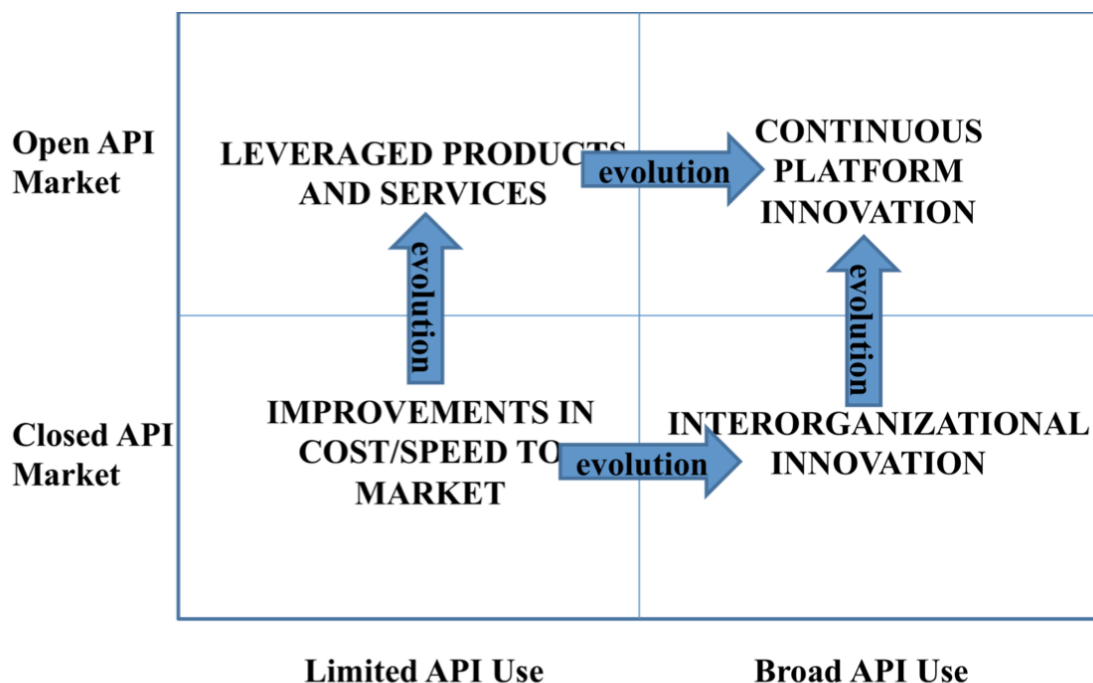 Open API
Market
LEVERAGED PRODUCTS
AND SERVICES
evolution
CONTINUOUS
PLATFORM
INNOVATION
evolution
evolution
Closed API
Market
IMPROVEMENTS IN
COST/SPEED TO
MARKET
evolution
INTERORGANIZATIONAL
INNOVATION
Limited API Use
Broad API Use